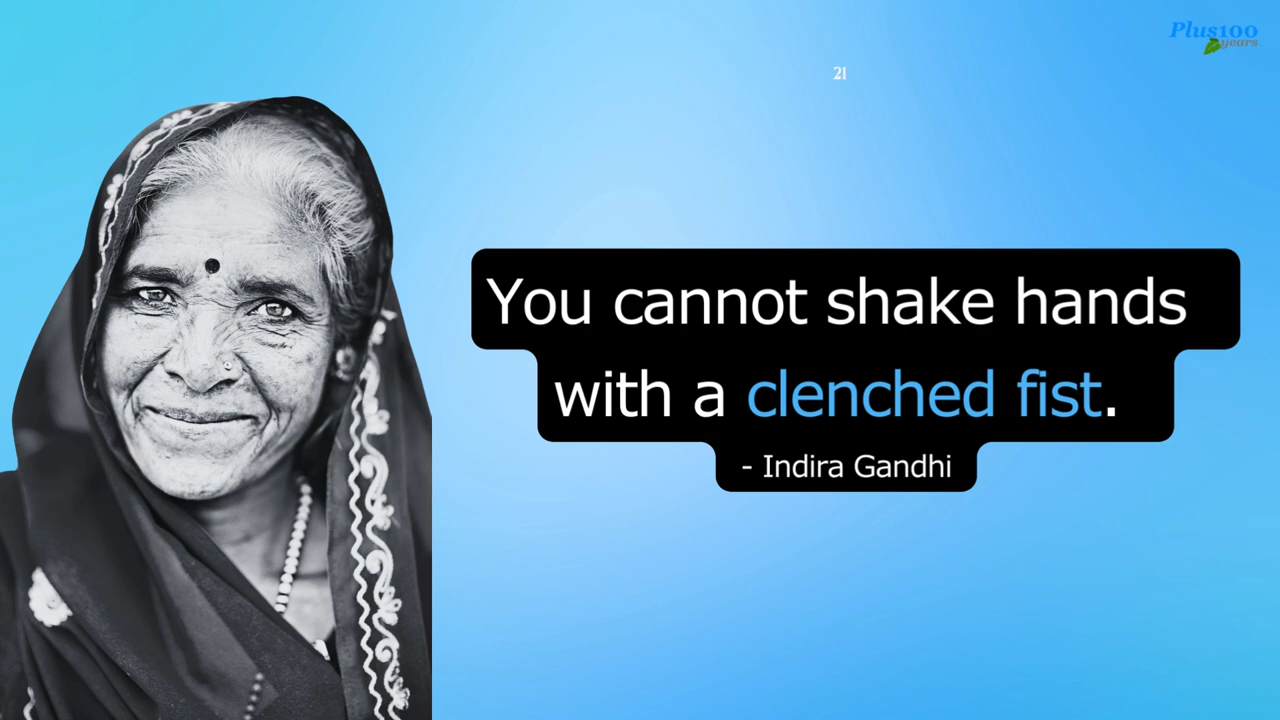 Plus100
years
21
You cannot shake hands
with a clenched fist.
- Indira Gandhi